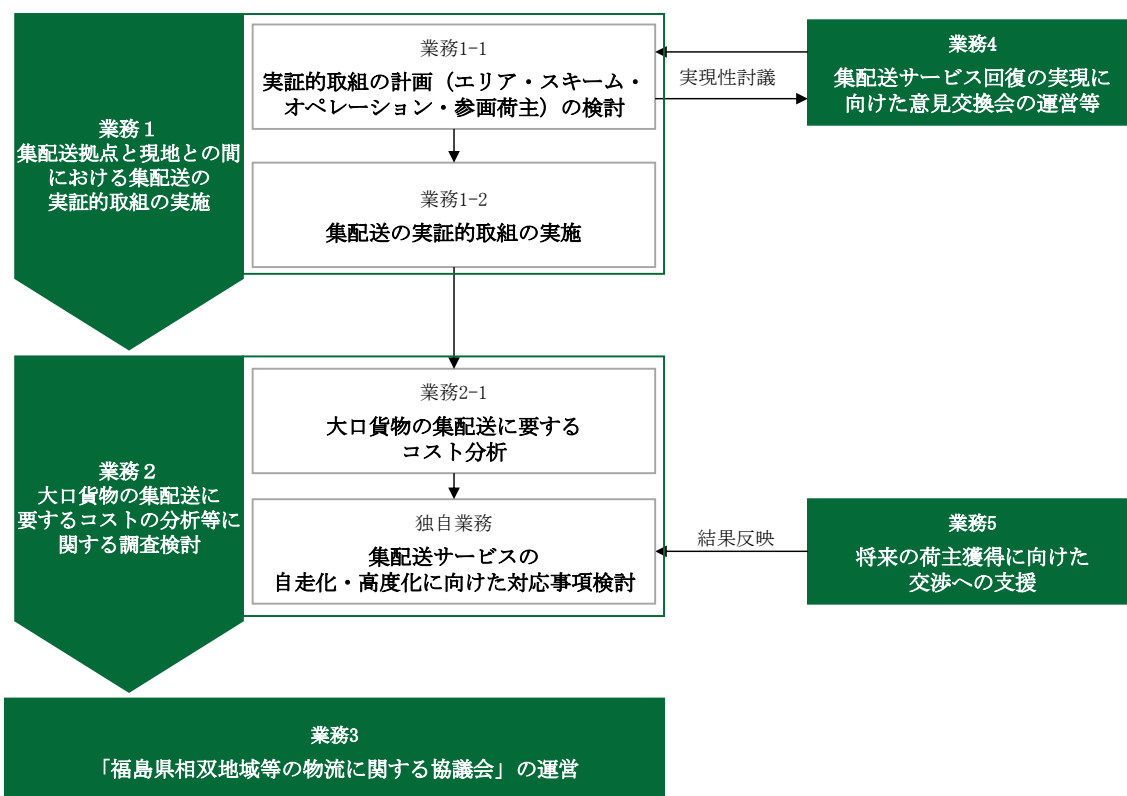 業務１
集配送拠点と現地との間
における集配送の
実証的取組の実施
業務1-1
実証的取組の計画（エリア・スキーム・
オペレーション・参画荷主）の検討
実現性討議
業務4
集配送サービス回復の実現に
向けた意見交換会の運営等
業務1-2
集配送の実証的取組の実施
業務２
大口貨物の集配送に
要するコストの分析等に
関する調査検討
業務2-1
大口貨物の集配送に要する
コスト分析
独自業務
集配送サービスの
自走化・高度化に向けた対応事項検討
結果反映
業務5
将来の荷主獲得に向けた
交渉への支援
業務3
「福島県相双地域等の物流に関する協議会」の運営